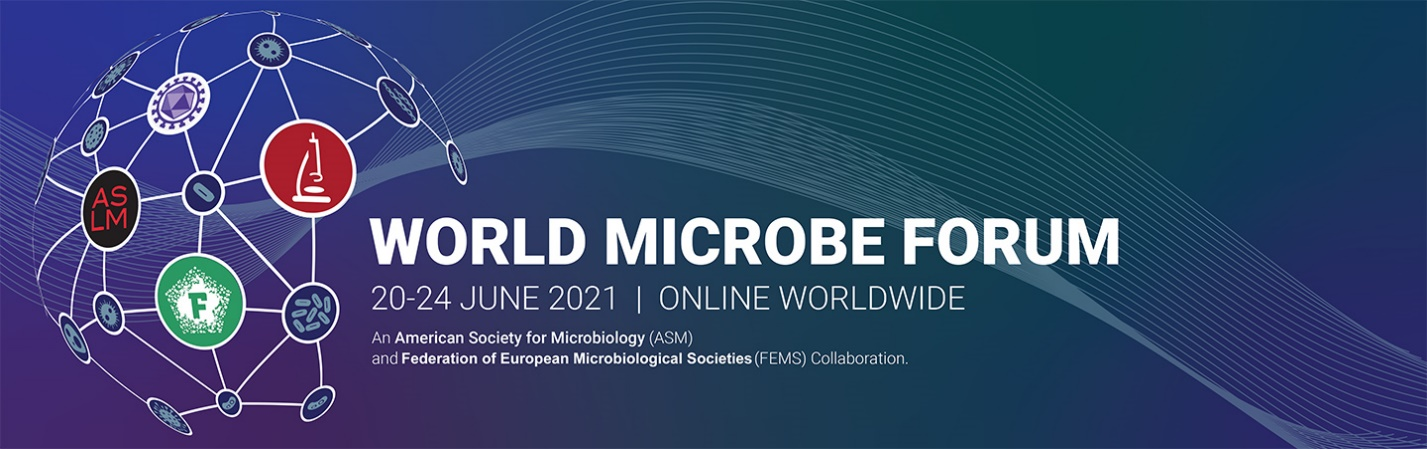 AS
LM
F
WORLD MICROBE FORUM
20-24 JUNE 2021 | ONLINE WORLDWIDE
An American Society for Microbiology (ASM)
and Federation of European Microbiological Societies (FEMS) Collaboration.